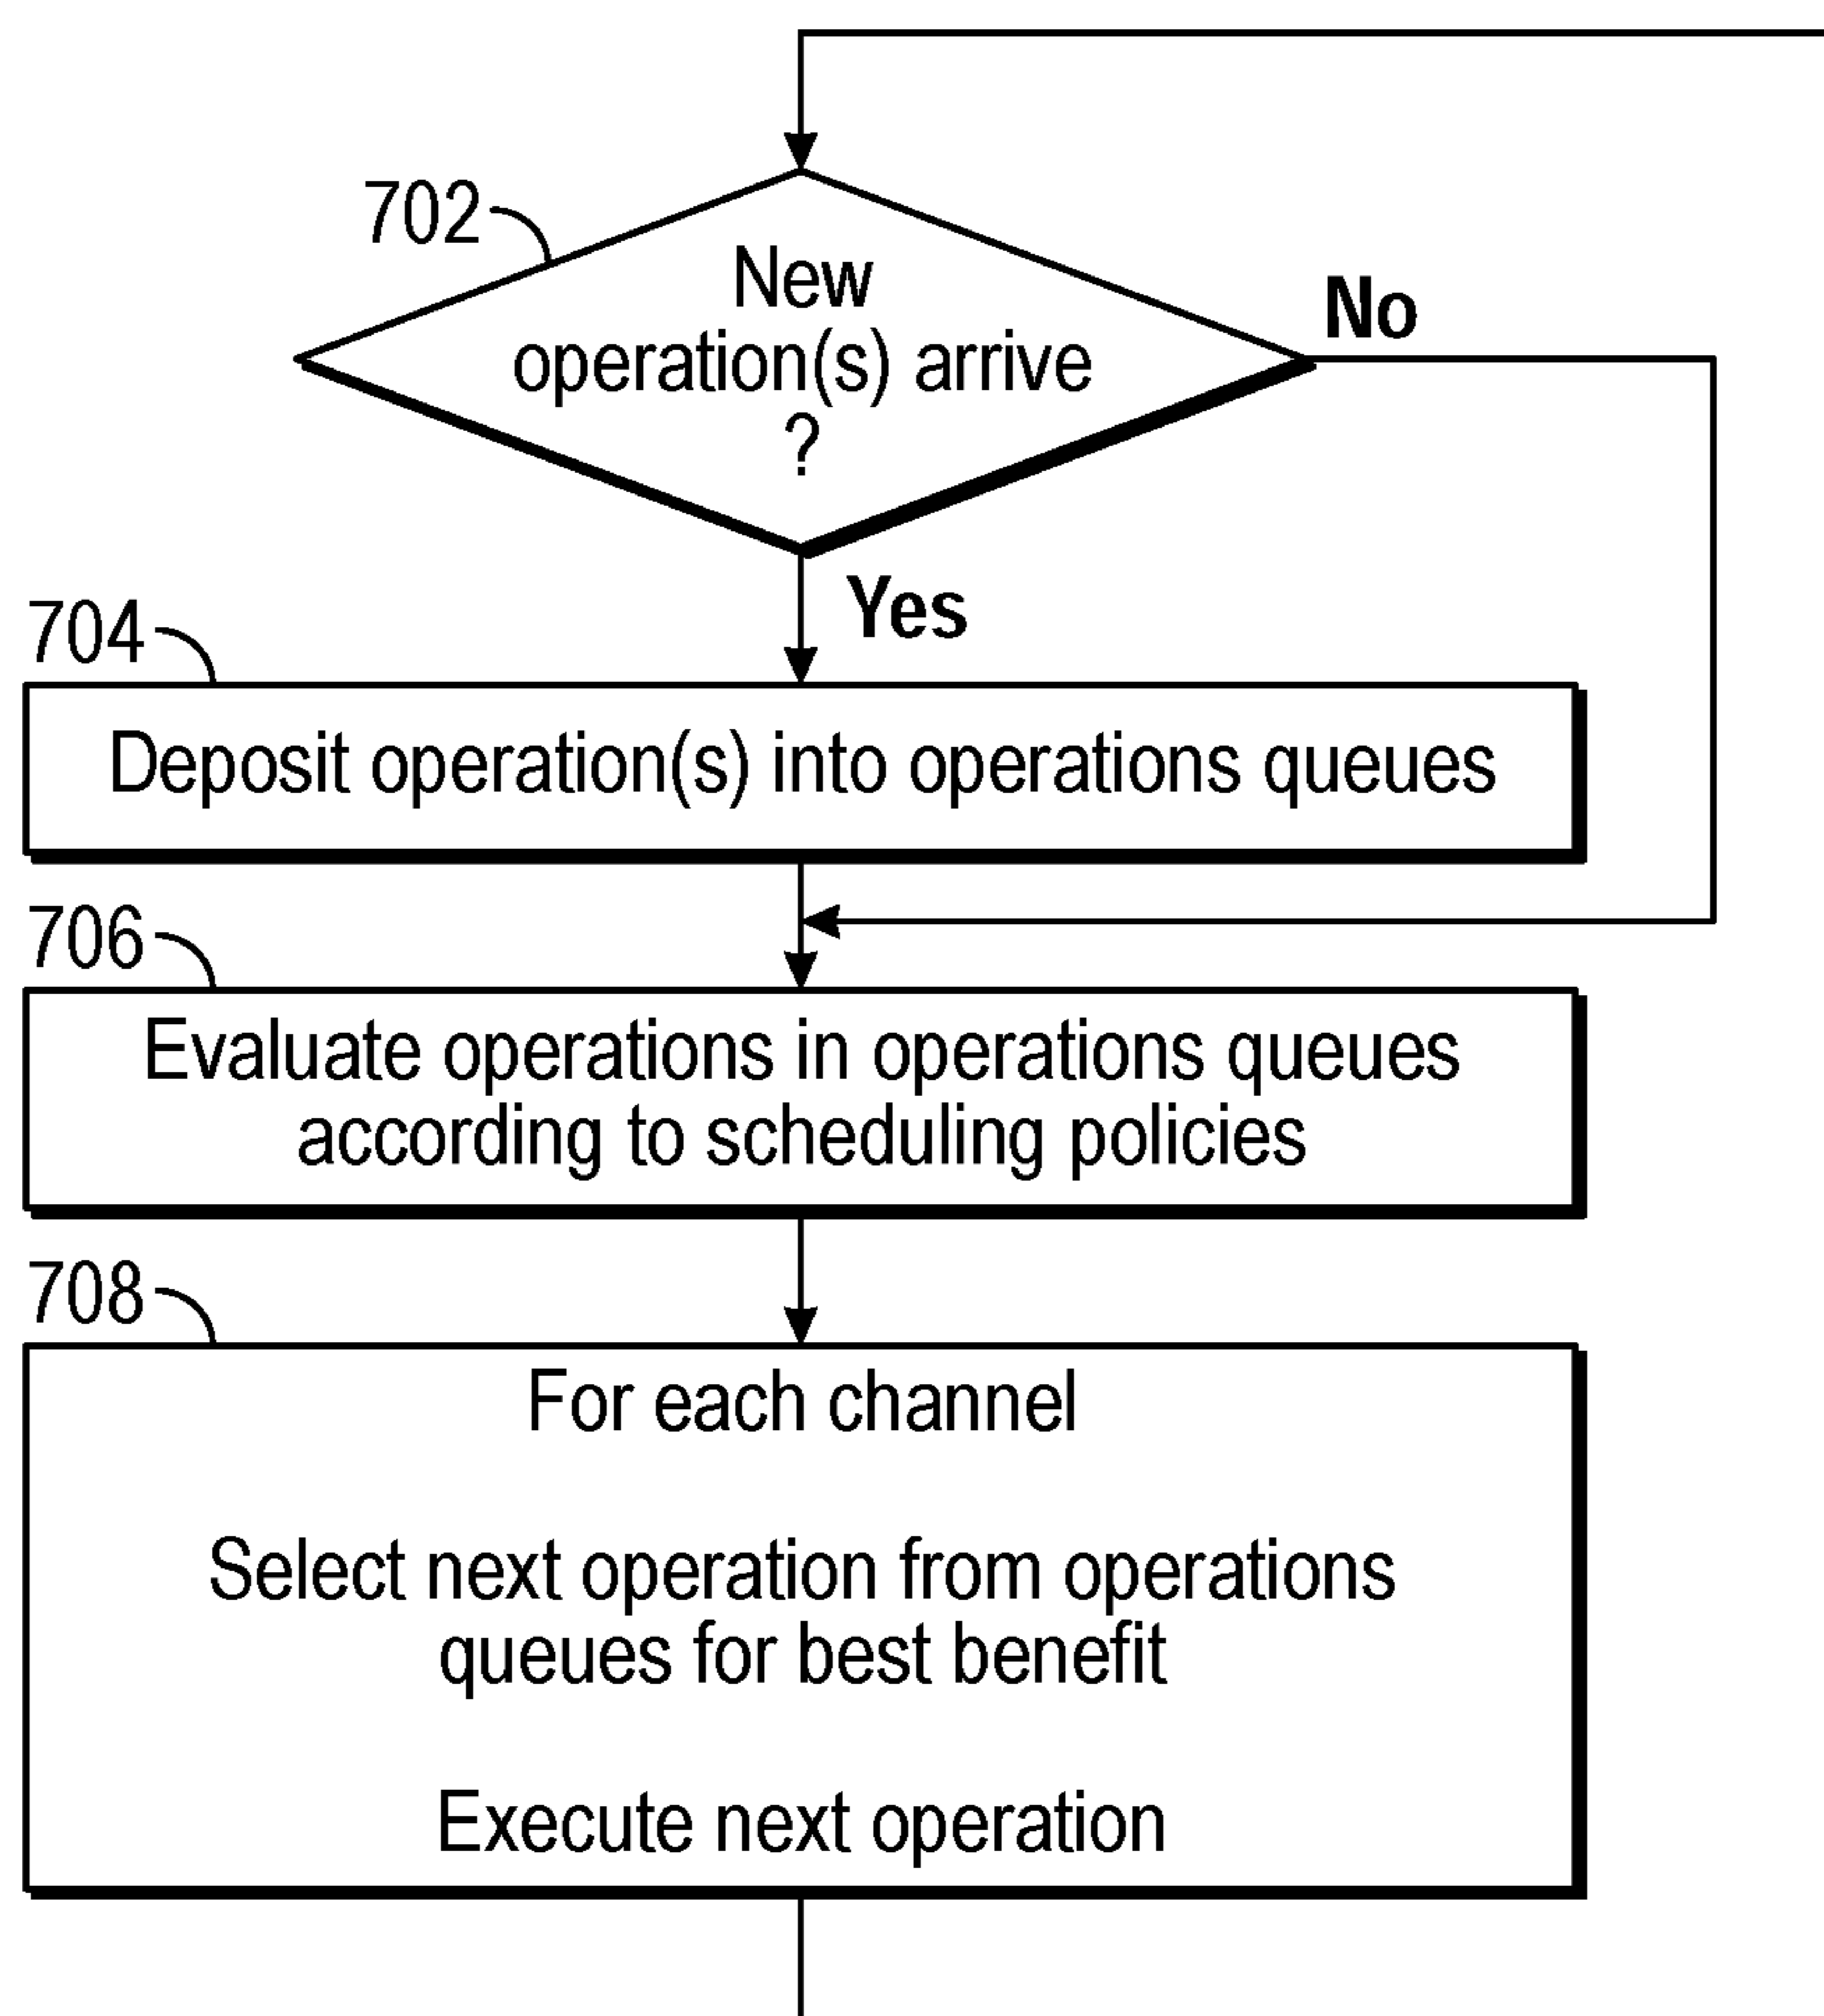 702
New
operation(s) arrive
?
No
Yes
704
Deposit operation(s) into operations queues
706
Evaluate operations in operations queues
according to scheduling policies
708
For each channel
Select next operation from operations
queues for best benefit
Execute next operation